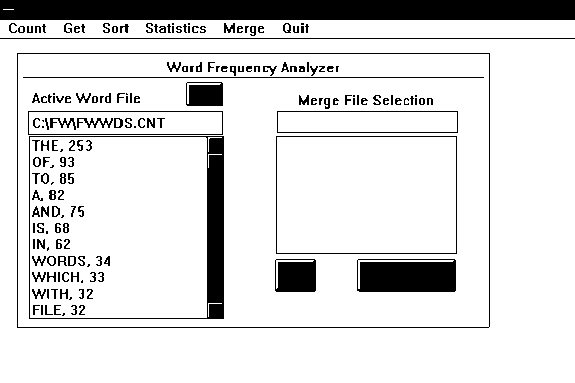 Count Get Sort Statistics Merge Quit
Word Frequency Analyzer
Active Word File
Merge File Selection
C:\FW\FWWDS.CNT
THE, 253
OF, 93
TO, 85
A, 82
AND, 75
IS, 68
IN, 62
WORDS, 34
WHICH, 33
WITH, 32
FILE, 32